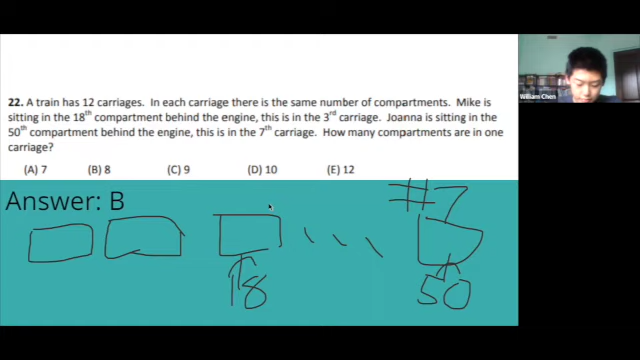 22. A train has 12 carriages. In each carriage there is the same number of compartments. Mike is
sitting in the 18th compartment behind the engine, this is in the 3rd carriage. Joanna is sitting in the
50th compartment behind the engine, this is in the 7th carriage. How many compartments are in one
carriage?
(A) 7 (B) 8 (C) 9 (D) 10 (E) 12
Answer: B
#7
18
50
William Chen